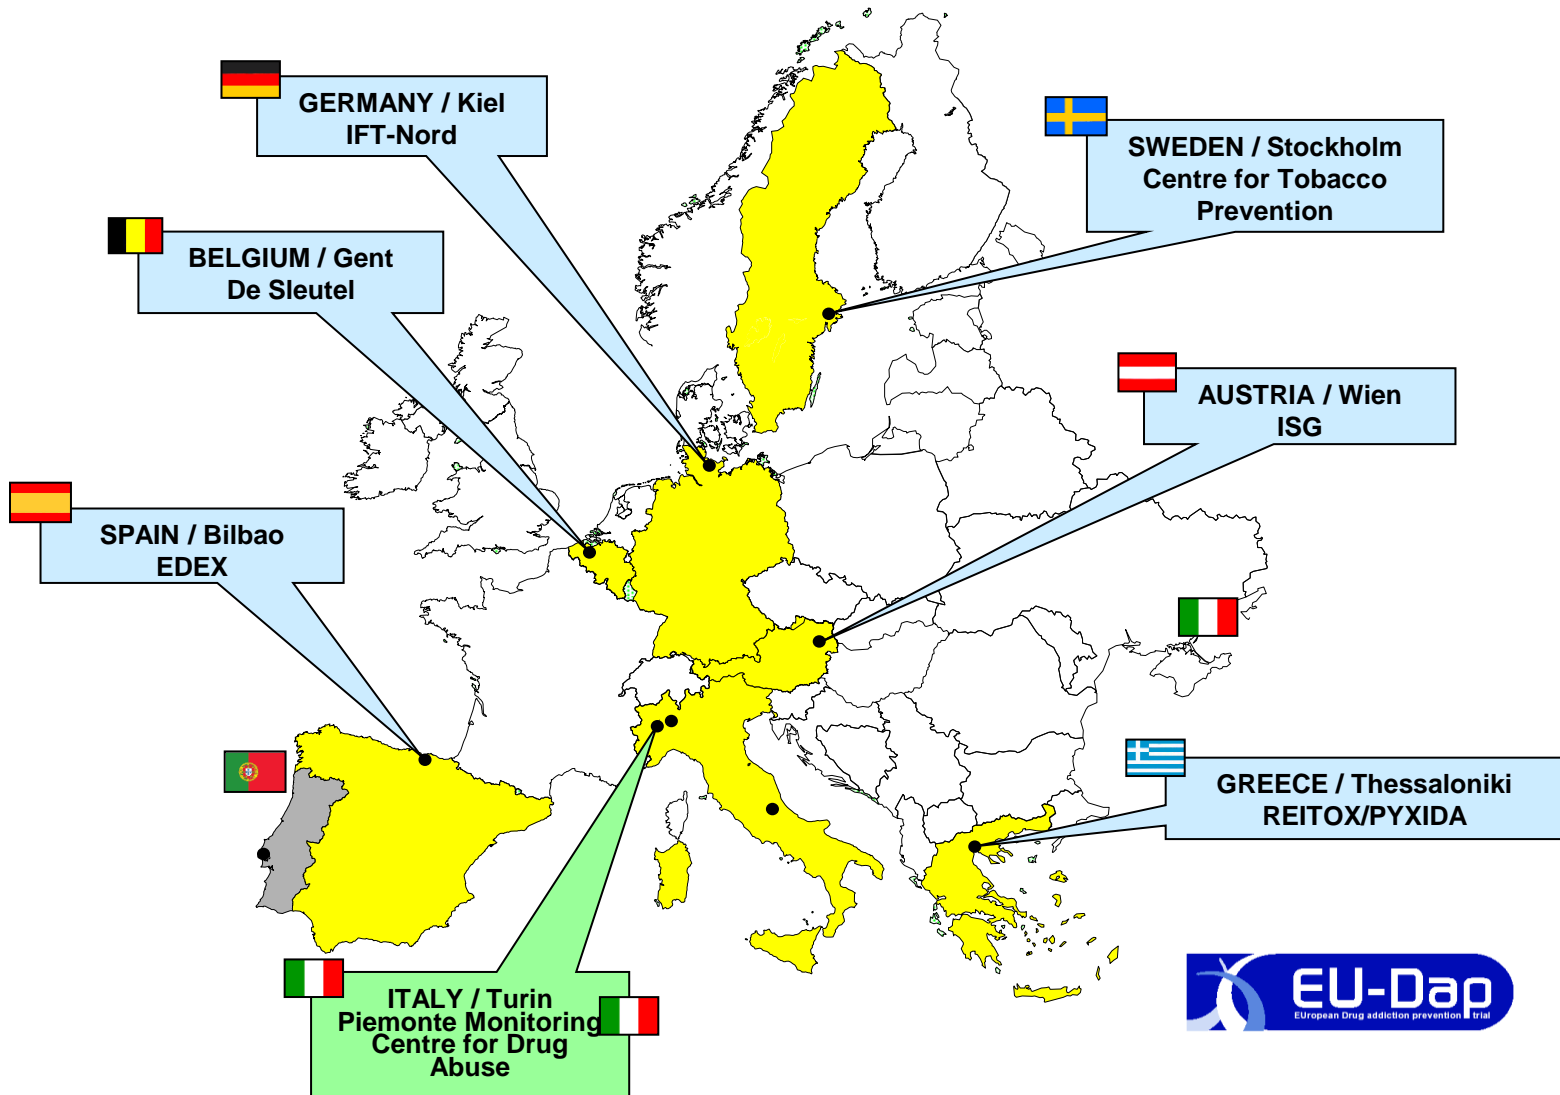 GERMANY / Kiel
IFT-Nord
SWEDEN / Stockholm
Centre for Tobacco
Prevention
BELGIUM / Gent
De Sleutel
AUSTRIA / Wien
ISG
SPAIN / Bilbao
EDEX
GREECE / Thessaloniki
REITOX/PYXIDA
ITALY / Turin
Piemonte Monitoring
Centre for Drug
Abuse
EU-Dap
EUropean Drug addiction prevention trial